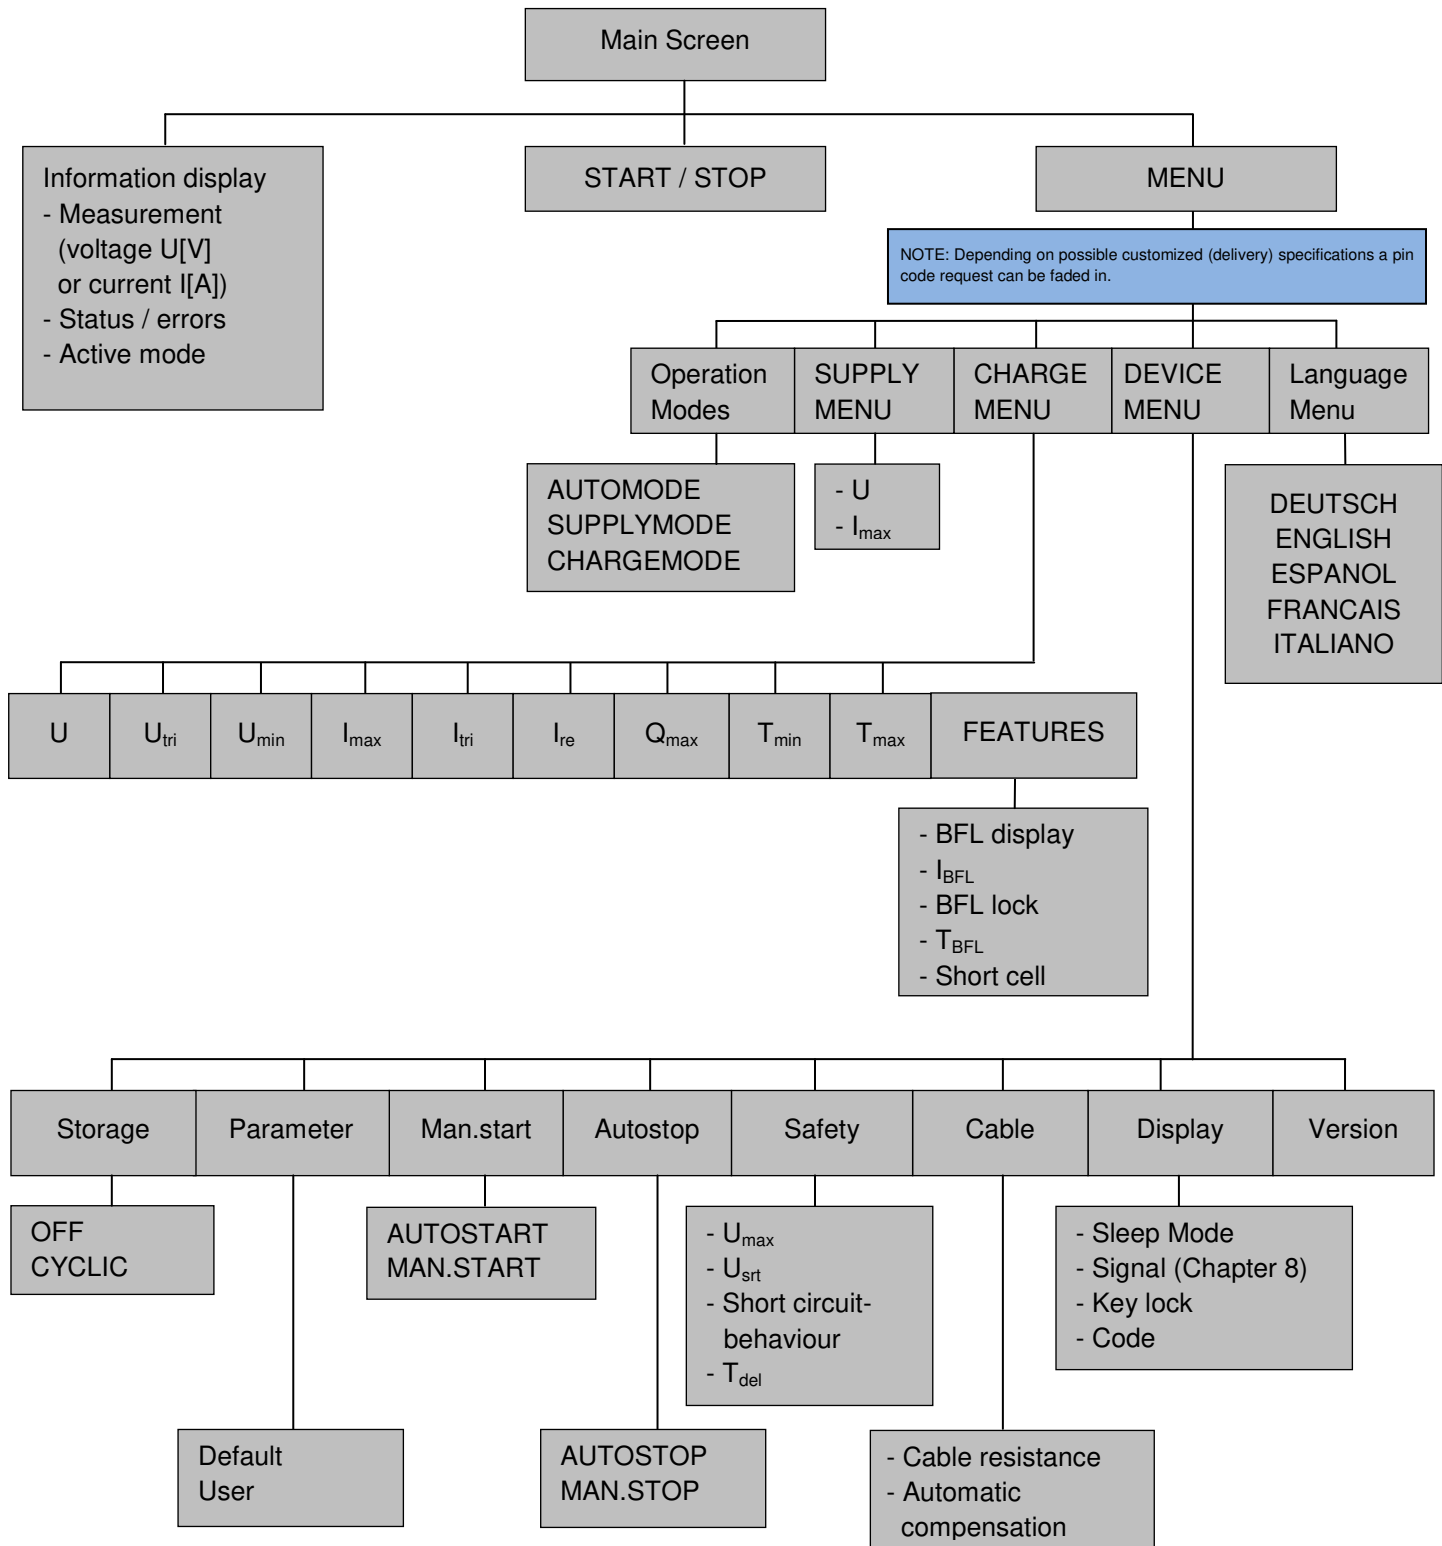 Main Screen
Information display
- Measurement
(voltage U[V]
or current I[A])
- Status / errors
- Active mode
START / STOP
MENU
NOTE: Depending on possible customized (delivery) specifications a pin
code request can be faded in.
Operation
Modes
SUPPLY
MENU
CHARGE
MENU
DEVICE
MENU
Language
Menu
AUTOMODE
SUPPLYMODE
CHARGEMODE
- U
- Imax
DEUTSCH
ENGLISH
ESPANOL
FRANCAIS
ITALIANO
U
Utri
Umin
Imax
Itri
Ire
Qmax
Tmin
Tmax
FEATURES
- BFL display
- IBFL
- BFL lock
- TBFL
- Short cell
Storage
Parameter
Man.start
Autostop
Safety
Cable
Display
Version
OFF
CYCLIC
AUTOSTART
MAN.START
- Umax
- Usrt
- Short circuit-
behaviour
- Tdel
- Sleep Mode
- Signal (Chapter 8)
- Key lock
- Code
Default
User
AUTOSTOP
MAN.STOP
- Cable resistance
- Automatic
compensation